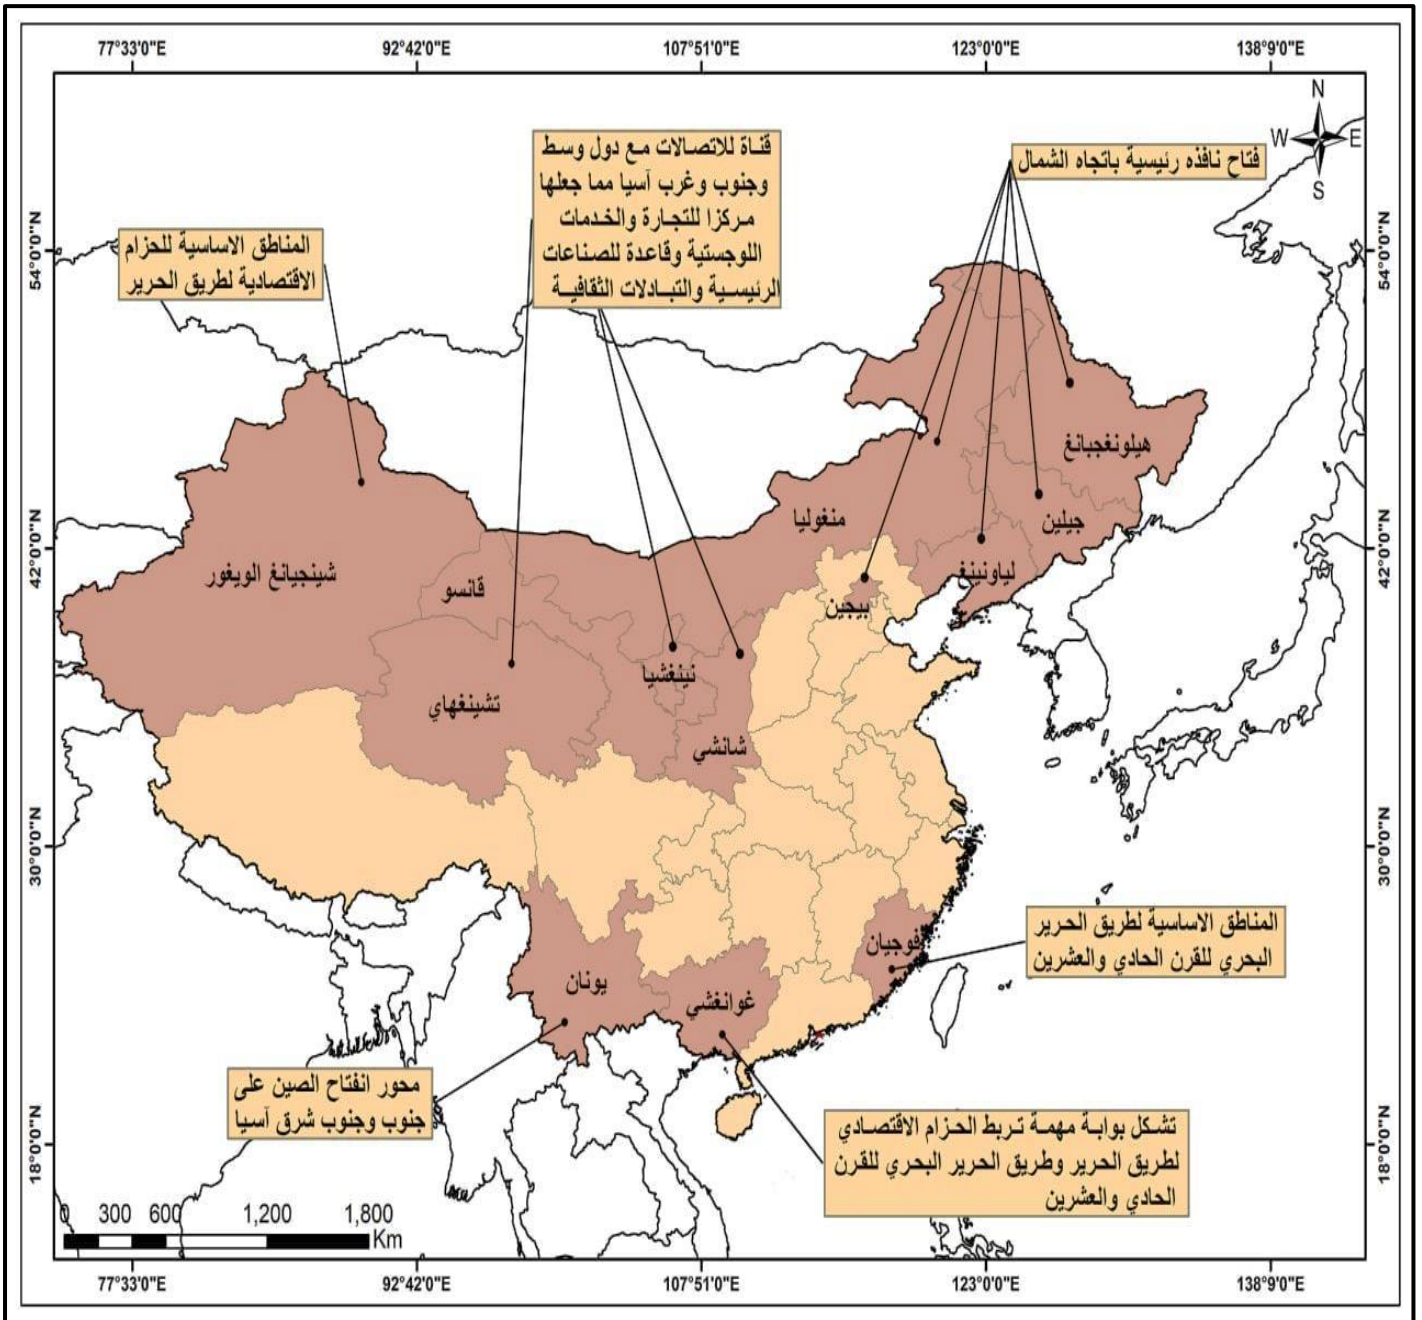 77°33'0"E 92°42'0"E 107°51'0"E 123°0'0"E 138°9'0"E
N
W E
S
فتاح نافذه رئيسية باتجاه الشمال
قناة للاتصالات مع دول وسط
وجنوب وغرب آسيا مما جعلها
مركزا للتجارة والخدمات
اللوجستية وقاعدة للصناعات
الرئيسية والتبادلات الثقافية
المناطق الاساسية للحزام
الاقتصادية لطريق الحرير
54°0'0"N 54°0'0"N
هيلونغجيانغ
جيلين
منغوليا
لياونينغ
42°0'0"N 42°0'0"N
شينجيانغ الويغور
قانسو
بيجين
نينغشيا
تشينغهاي
شانشي
30°0'0"N 30°0'0"N
المناطق الاساسية لطريق الحرير
البحري للقرن الحادي والعشرين
فوجيان
يونان
غوانغشي
محور انفتاح الصين على
جنوب وجنوب شرق آسيا
تشكل بوابة مهمة تربط الحزام الاقتصادي
لطريق الحرير وطريق الحرير البحري للقرن
الحادي والعشرين
18°0'0"N 18°0'0"N
0 300 600 1,200 1,800
Km
77°33'0"E 92°42'0"E 107°51'0"E 123°0'0"E 138°9'0"E